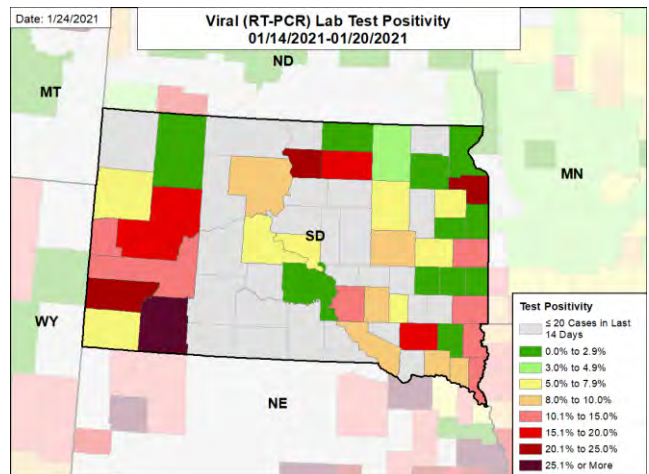 Date: 1/24/2021
Viral (RT-PCR) Lab Test Positivity
01/14/2021-01/20/2021
ND
MT
MN
SD
WY
NE
Test Positivity
≤ 20 Cases in Last
14 Days
0.0% to 2.9%
3.0% to 4.9%
5.0% to 7.9%
8.0% to 10.0%
10.1% to 15.0%
15.1% to 20.0%
20.1% to 25.0%
25.1% or More